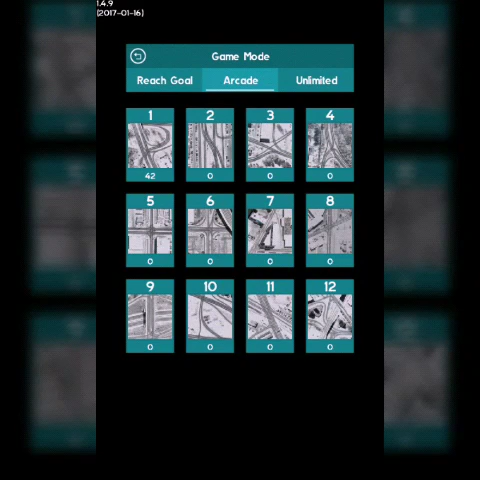 1.4.9
(2017-01-16)
Game Mode
Reach Goal Arcade Unlimited
1 2 3 4
42 0 0 0
5 6 7 8
0 0 0 0
9 10 11 12
0 0 0 0